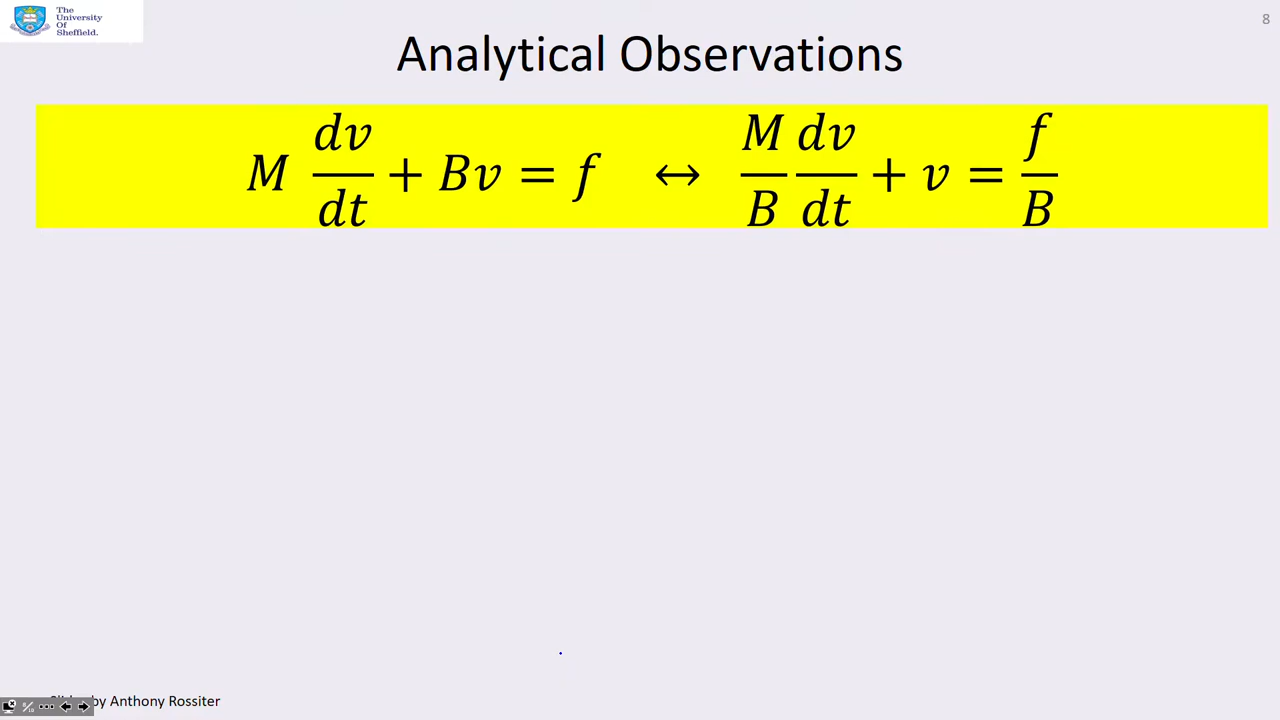 The
University
Of
Sheffield.
8
Analytical Observations
M dv/dt + Bv = f ↔ M/B dv/dt + v = f/B
by Anthony Rossiter